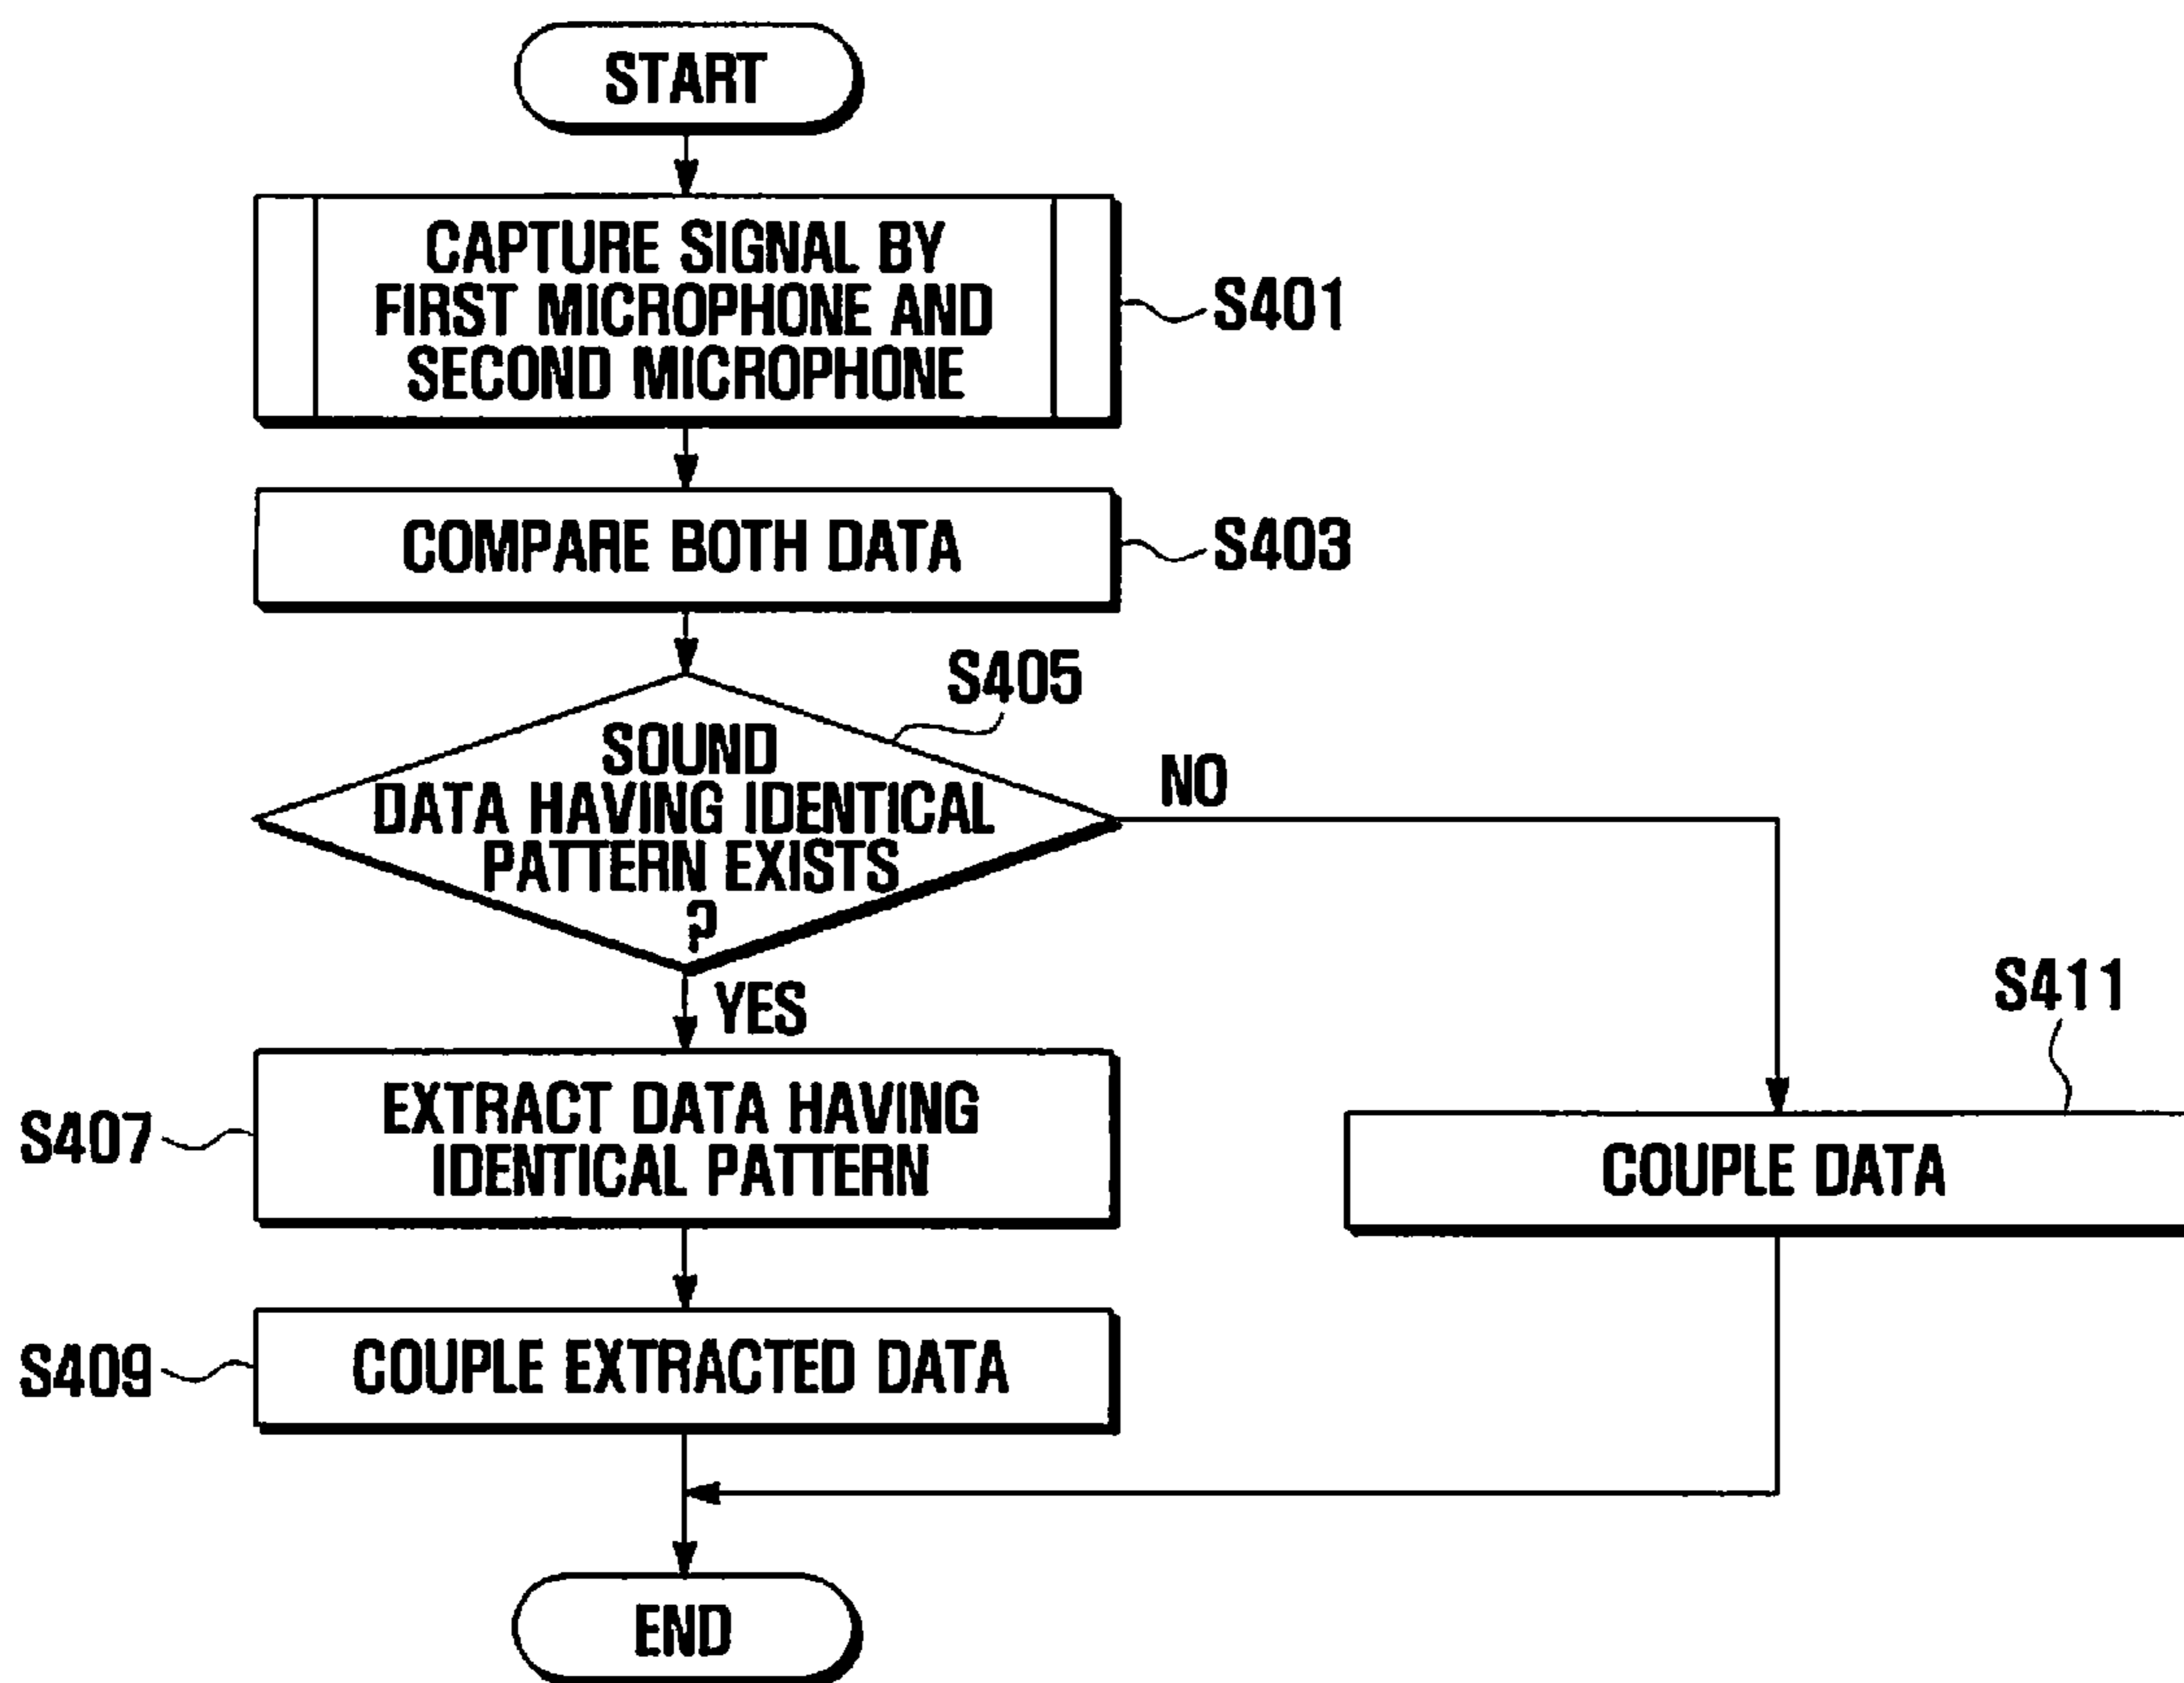 START
CAPTURE SIGNAL BY
FIRST MICROPHONE AND
SECOND MICROPHONE
S401
COMPARE BOTH DATA
S403
S405
SOUND
DATA HAVING IDENTICAL
PATTERN EXISTS
?
NO
YES
S407
EXTRACT DATA HAVING
IDENTICAL PATTERN
S411
COUPLE DATA
S409
COUPLE EXTRACTED DATA
END